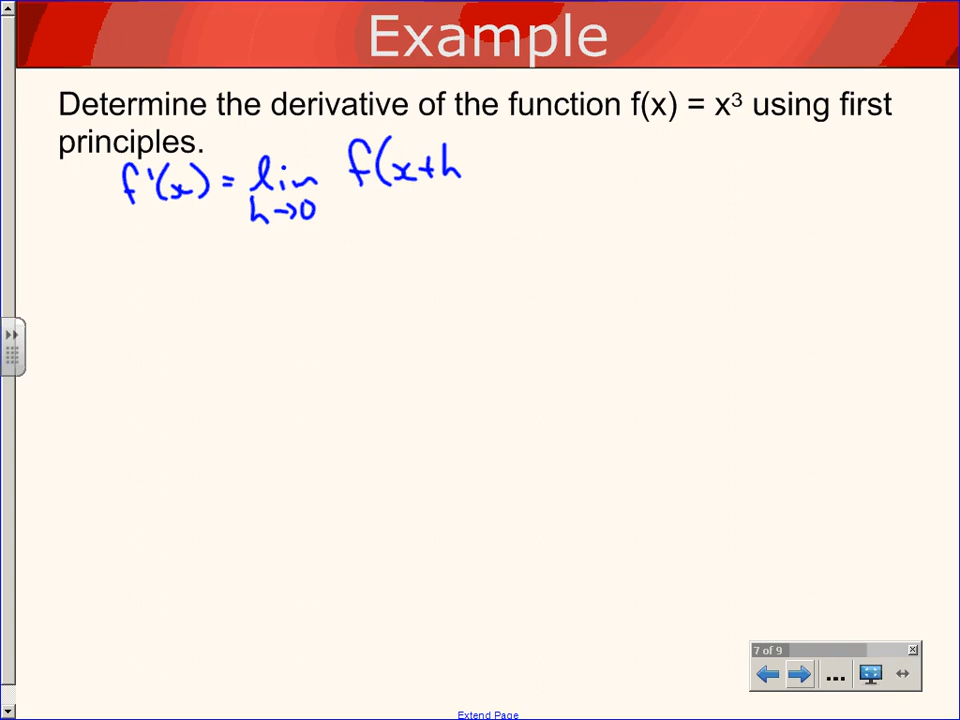 Example
Determine the derivative of the function f(x) = x³ using first
principles.
f'(x) = lim f(x+h
h→0
7 of 9
...
Extend Page